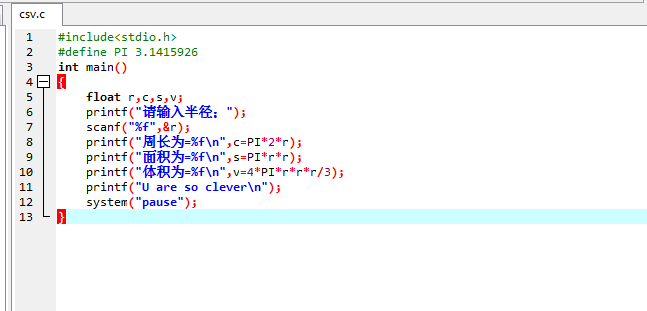 csv.c
1 #include<stdio.h>
2 #define PI 3.1415926
3 int main()
4 {
5 float r,c,s,v;
6 printf("请输入半径：");
7 scanf("%f",&r);
8 printf("周长为=%f\n",c=PI*2*r);
9 printf("面积为=%f\n",s=PI*r*r);
10 printf("体积为=%f\n",v=4*PI*r*r*r/3);
11 printf("U are so clever\n");
12 system("pause");
13 }